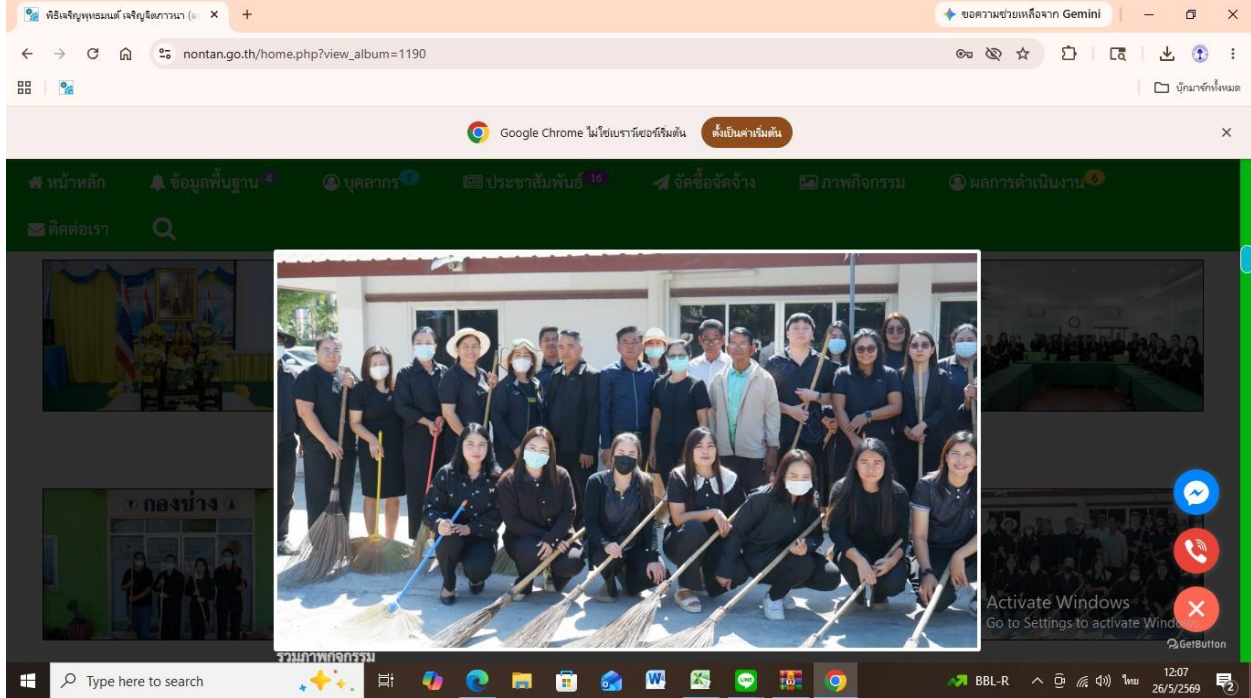 พิธีเจริญพุทธมนต์ เจริญจิตภาวนา
ขอความช่วยเหลือจาก Gemini
nontan.go.th/home.php?view_album=1190
บุ๊กมาร์กทั้งหมด
Google Chrome ไม่ใช่เบราว์เซอร์เริ่มต้น ตั้งเป็นค่าเริ่มต้น
หน้าหลัก ข้อมูลพื้นฐาน 4 บุคลากร 7 ประชาสัมพันธ์ 16 จัดซื้อจัดจ้าง ภาพกิจกรรม ผลการดำเนินงาน 6
ติดต่อเรา
กองช่าง
Activate Windows
Go to Settings to activate Windows.
GetButton
รวมภาพกิจกรรม
Type here to search
BBL-R
ไทย
12:07
26/5/2569
2